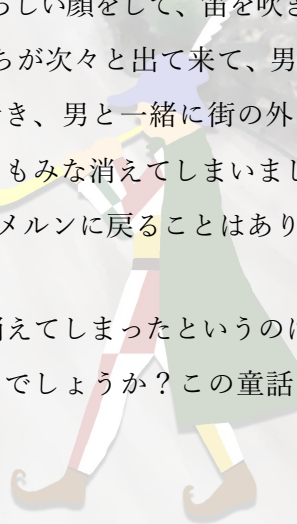 らしい顔をして、笛を吹き
ちが次々と出て来て、男
き、男と一緒に街の外
もみな消えてしまいまし
メルンに戻ることはあり
消えてしまったというのは
でしょうか？この童話